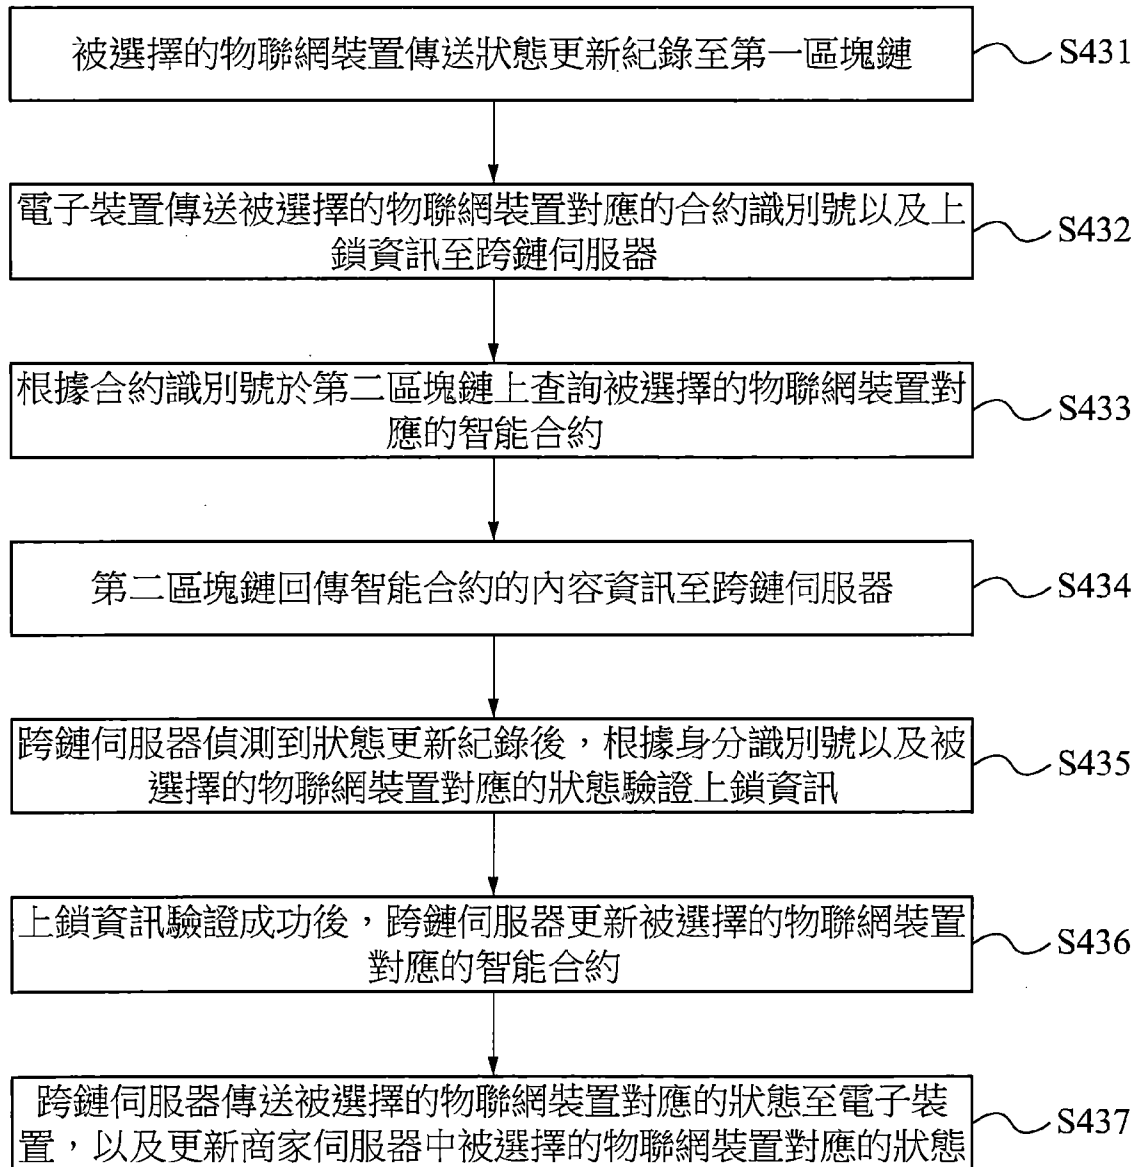 被選擇的物聯網裝置傳送狀態更新紀錄至第一區塊鏈
S431
電子裝置傳送被選擇的物聯網裝置對應的合約識別號以及上
鎖資訊至跨鏈伺服器
S432
根據合約識別號於第二區塊鏈上查詢被選擇的物聯網裝置對
應的智能合約
S433
第二區塊鏈回傳智能合約的內容資訊至跨鏈伺服器
S434
跨鏈伺服器偵測到狀態更新紀錄後，根據身分識別號以及被
選擇的物聯網裝置對應的狀態驗證上鎖資訊
S435
上鎖資訊驗證成功後，跨鏈伺服器更新被選擇的物聯網裝置
對應的智能合約
S436
跨鏈伺服器傳送被選擇的物聯網裝置對應的狀態至電子裝
置，以及更新商家伺服器中被選擇的物聯網裝置對應的狀態
S437